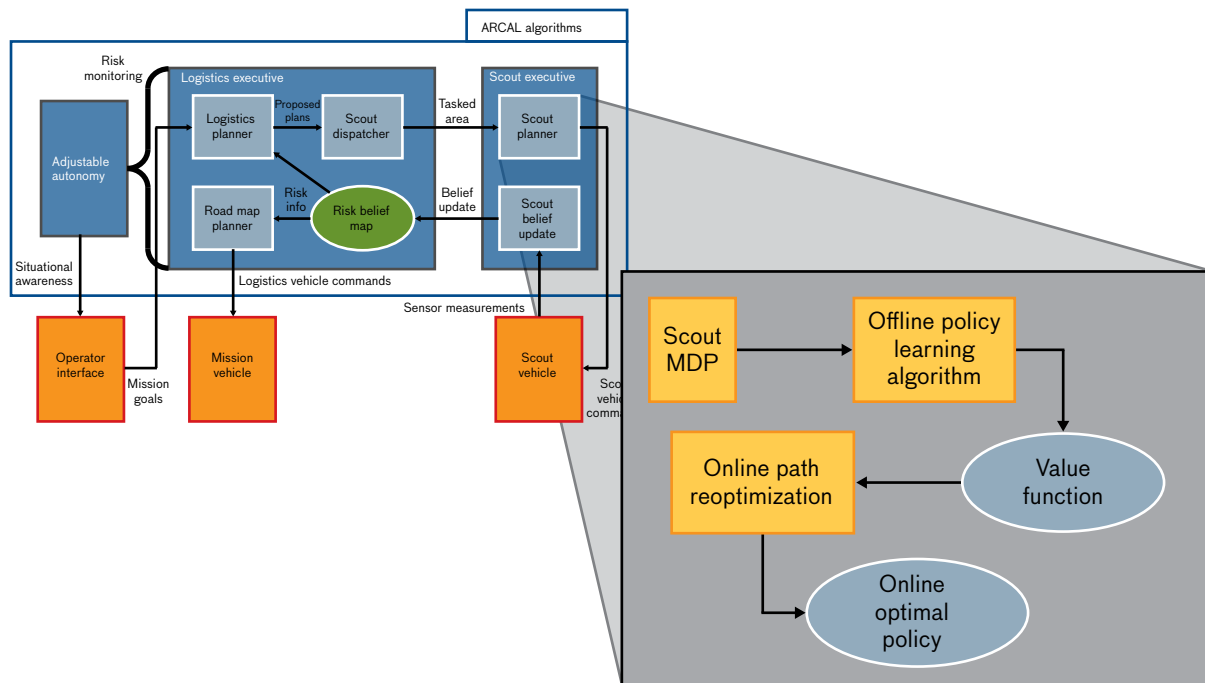 ARCAL algorithms
Risk
monitoring
Logistics executive
Scout executive
Adjustable
autonomy
Logistics
planner
Proposed
plans
Scout
dispatcher
Tasked
area
Scout
planner
Road map
planner
Risk
info
Risk belief
map
Belief
update
Scout
belief
update
Situational
awareness
Logistics vehicle commands
Sensor measurements
Operator
interface
Mission
goals
Mission
vehicle
Scout
vehicle
Scout
MDP
Offline policy
learning
algorithm
Value
function
Online path
reoptimization
Online
optimal
policy